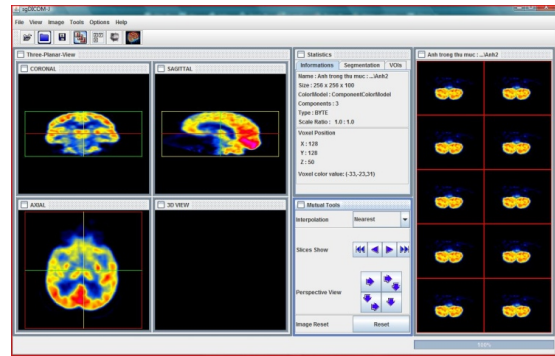 sgDICOM-1
File View Image Tools Options Help
Three-Planar-View
CORONAL
SAGITTAL
AXIAL
3D VIEW
Statistics
Informations Segmentation VOIs
Name : Anh trong thu muc : ...\Anh2
Size : 256 x 256 x 100
ColorModel : ComponentColorModel
Components : 3
Type : BYTE
Scale Ratio : 1.0 : 1.0
Voxel Position
X : 128
Y : 128
Z : 50
Voxel color value: (-33,-23,31)
Mutual Tools
Interpolation Nearest
Slices Show
Perspective View
Image Reset Reset
Anh trong thu muc : ...\Anh2
100%